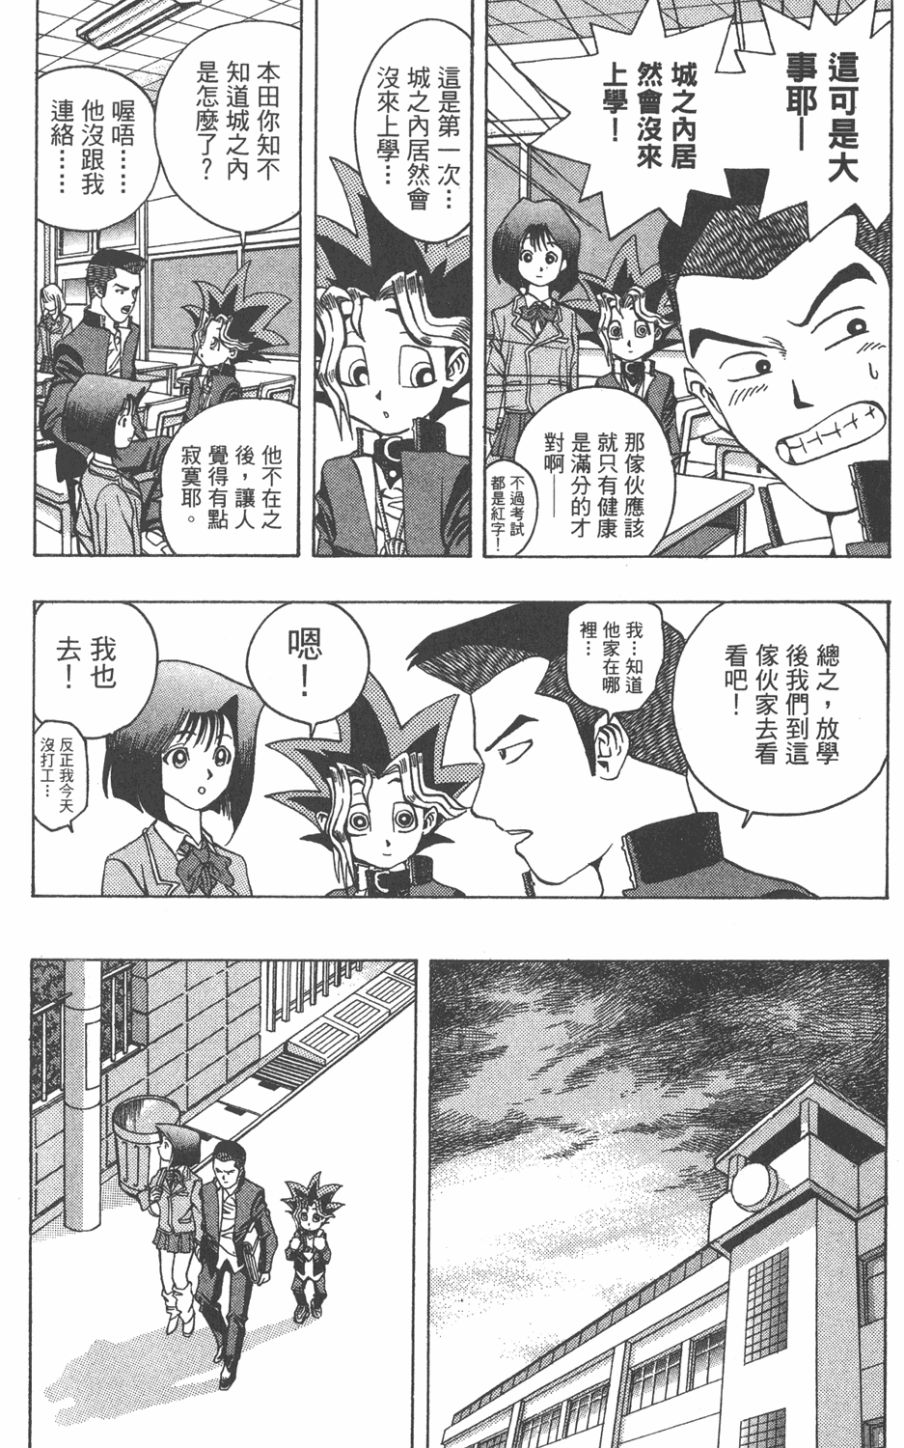 這可是大
事耶—
城之內居
然會沒來
上學！
那傢伙應該
就只有健康
是滿分的才
對啊——
不過考試
都是紅字！
這是第一次…
城之內居然會
沒來上學…
本田你知不
知道城之內
是怎麼了？
喔唔……
他沒跟我
連絡……
他不在之
後，讓人
覺得有點
寂寞耶。
總之，放學
後我們到這
傢伙家去看
看吧！
我…知道
他家在哪
裡…
嗯！
我也
去！
反正我今天
沒打工…